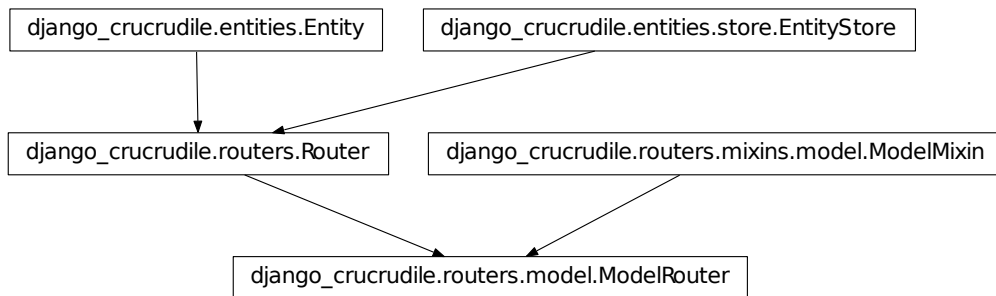 django_crucrudile.entities.Entity
django_crucrudile.entities.store.EntityStore
django_crucrudile.routers.Router
django_crucrudile.routers.mixins.model.ModelMixin
django_crucrudile.routers.model.ModelRouter